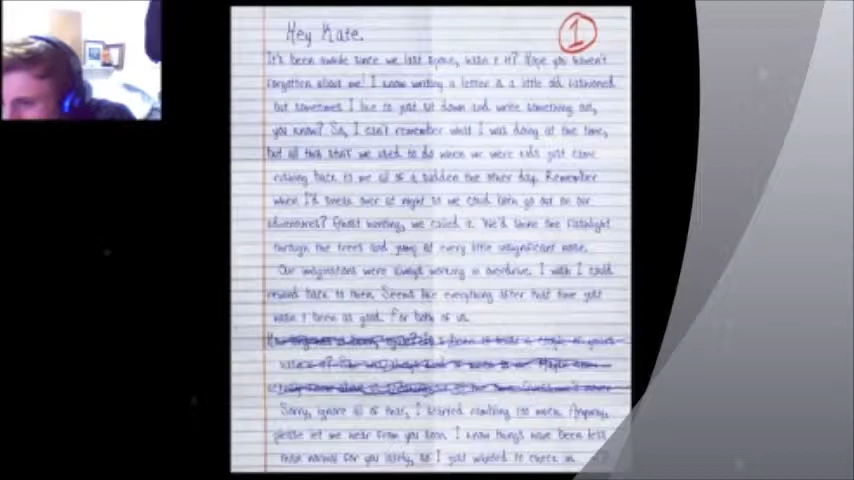 Hey Kate.
1
It's been awhile since we last spoke, hasn't it? Hope you haven't
forgotten about me! I know writing a letter is a little old fashioned
but sometimes I like to just sit down and write something out,
you know? So, I can't remember what I was doing at the time,
but all this stuff we used to do when we were kids just came
rushing back to me all of a sudden the other day. Remember
when I'd sneak over at night so we could both go out on our
adventures? Ghost hunting, we called it. We'd shine our flashlight
through the trees and jump at every little insignificant noise.
Our imaginations were always working in overdrive. I wish I could
rewind back to then. Seems like everything after that time just
hasn't been as good. For both of us.
Sorry, ignore all of that, I started rambling too much. Anyway,
please let me hear from you soon. I know things have been less
than normal for you lately, so I just wanted to check in.